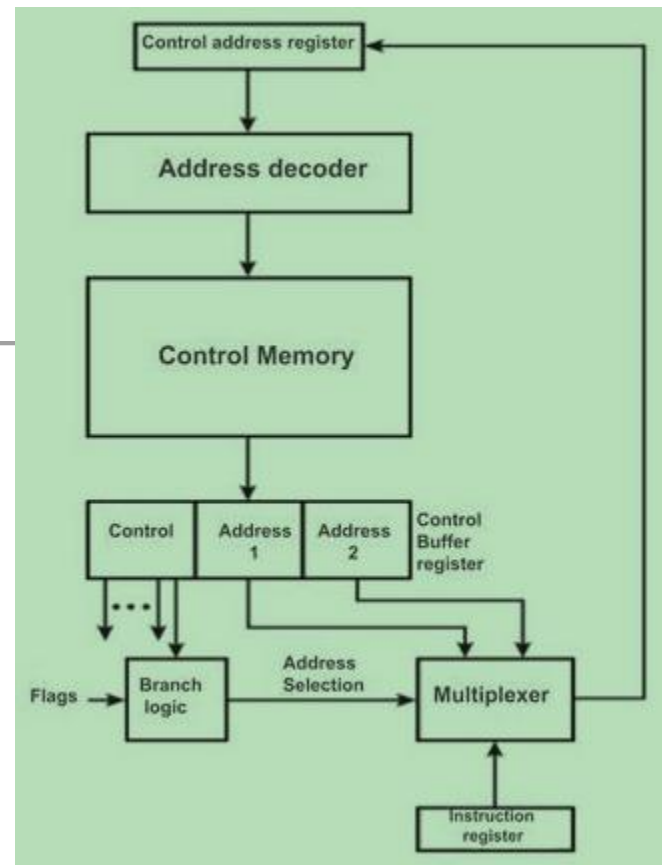 Control address register
Address decoder
Control Memory
Control
Address
1
Address
2
Control
Buffer
register
Flags
Branch
logic
Address
Selection
Multiplexer
Instruction
register